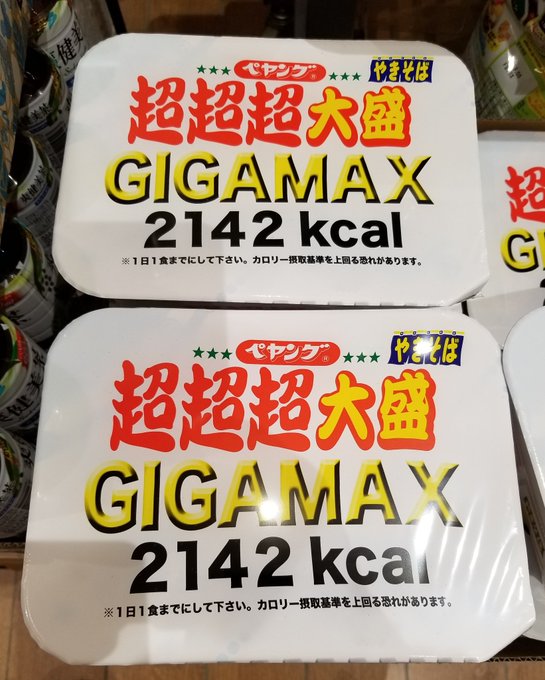 ペヤング® やきそば
超超超大盛
GIGAMAX
2142 kcal
※1日1食までにして下さい。カロリー摂取基準を上回る恐れがあります。
ペヤング® やきそば
超超超大盛
GIGAMAX
2142 kcal
※1日1食までにして下さい。カロリー摂取基準を上回る恐れがあります。